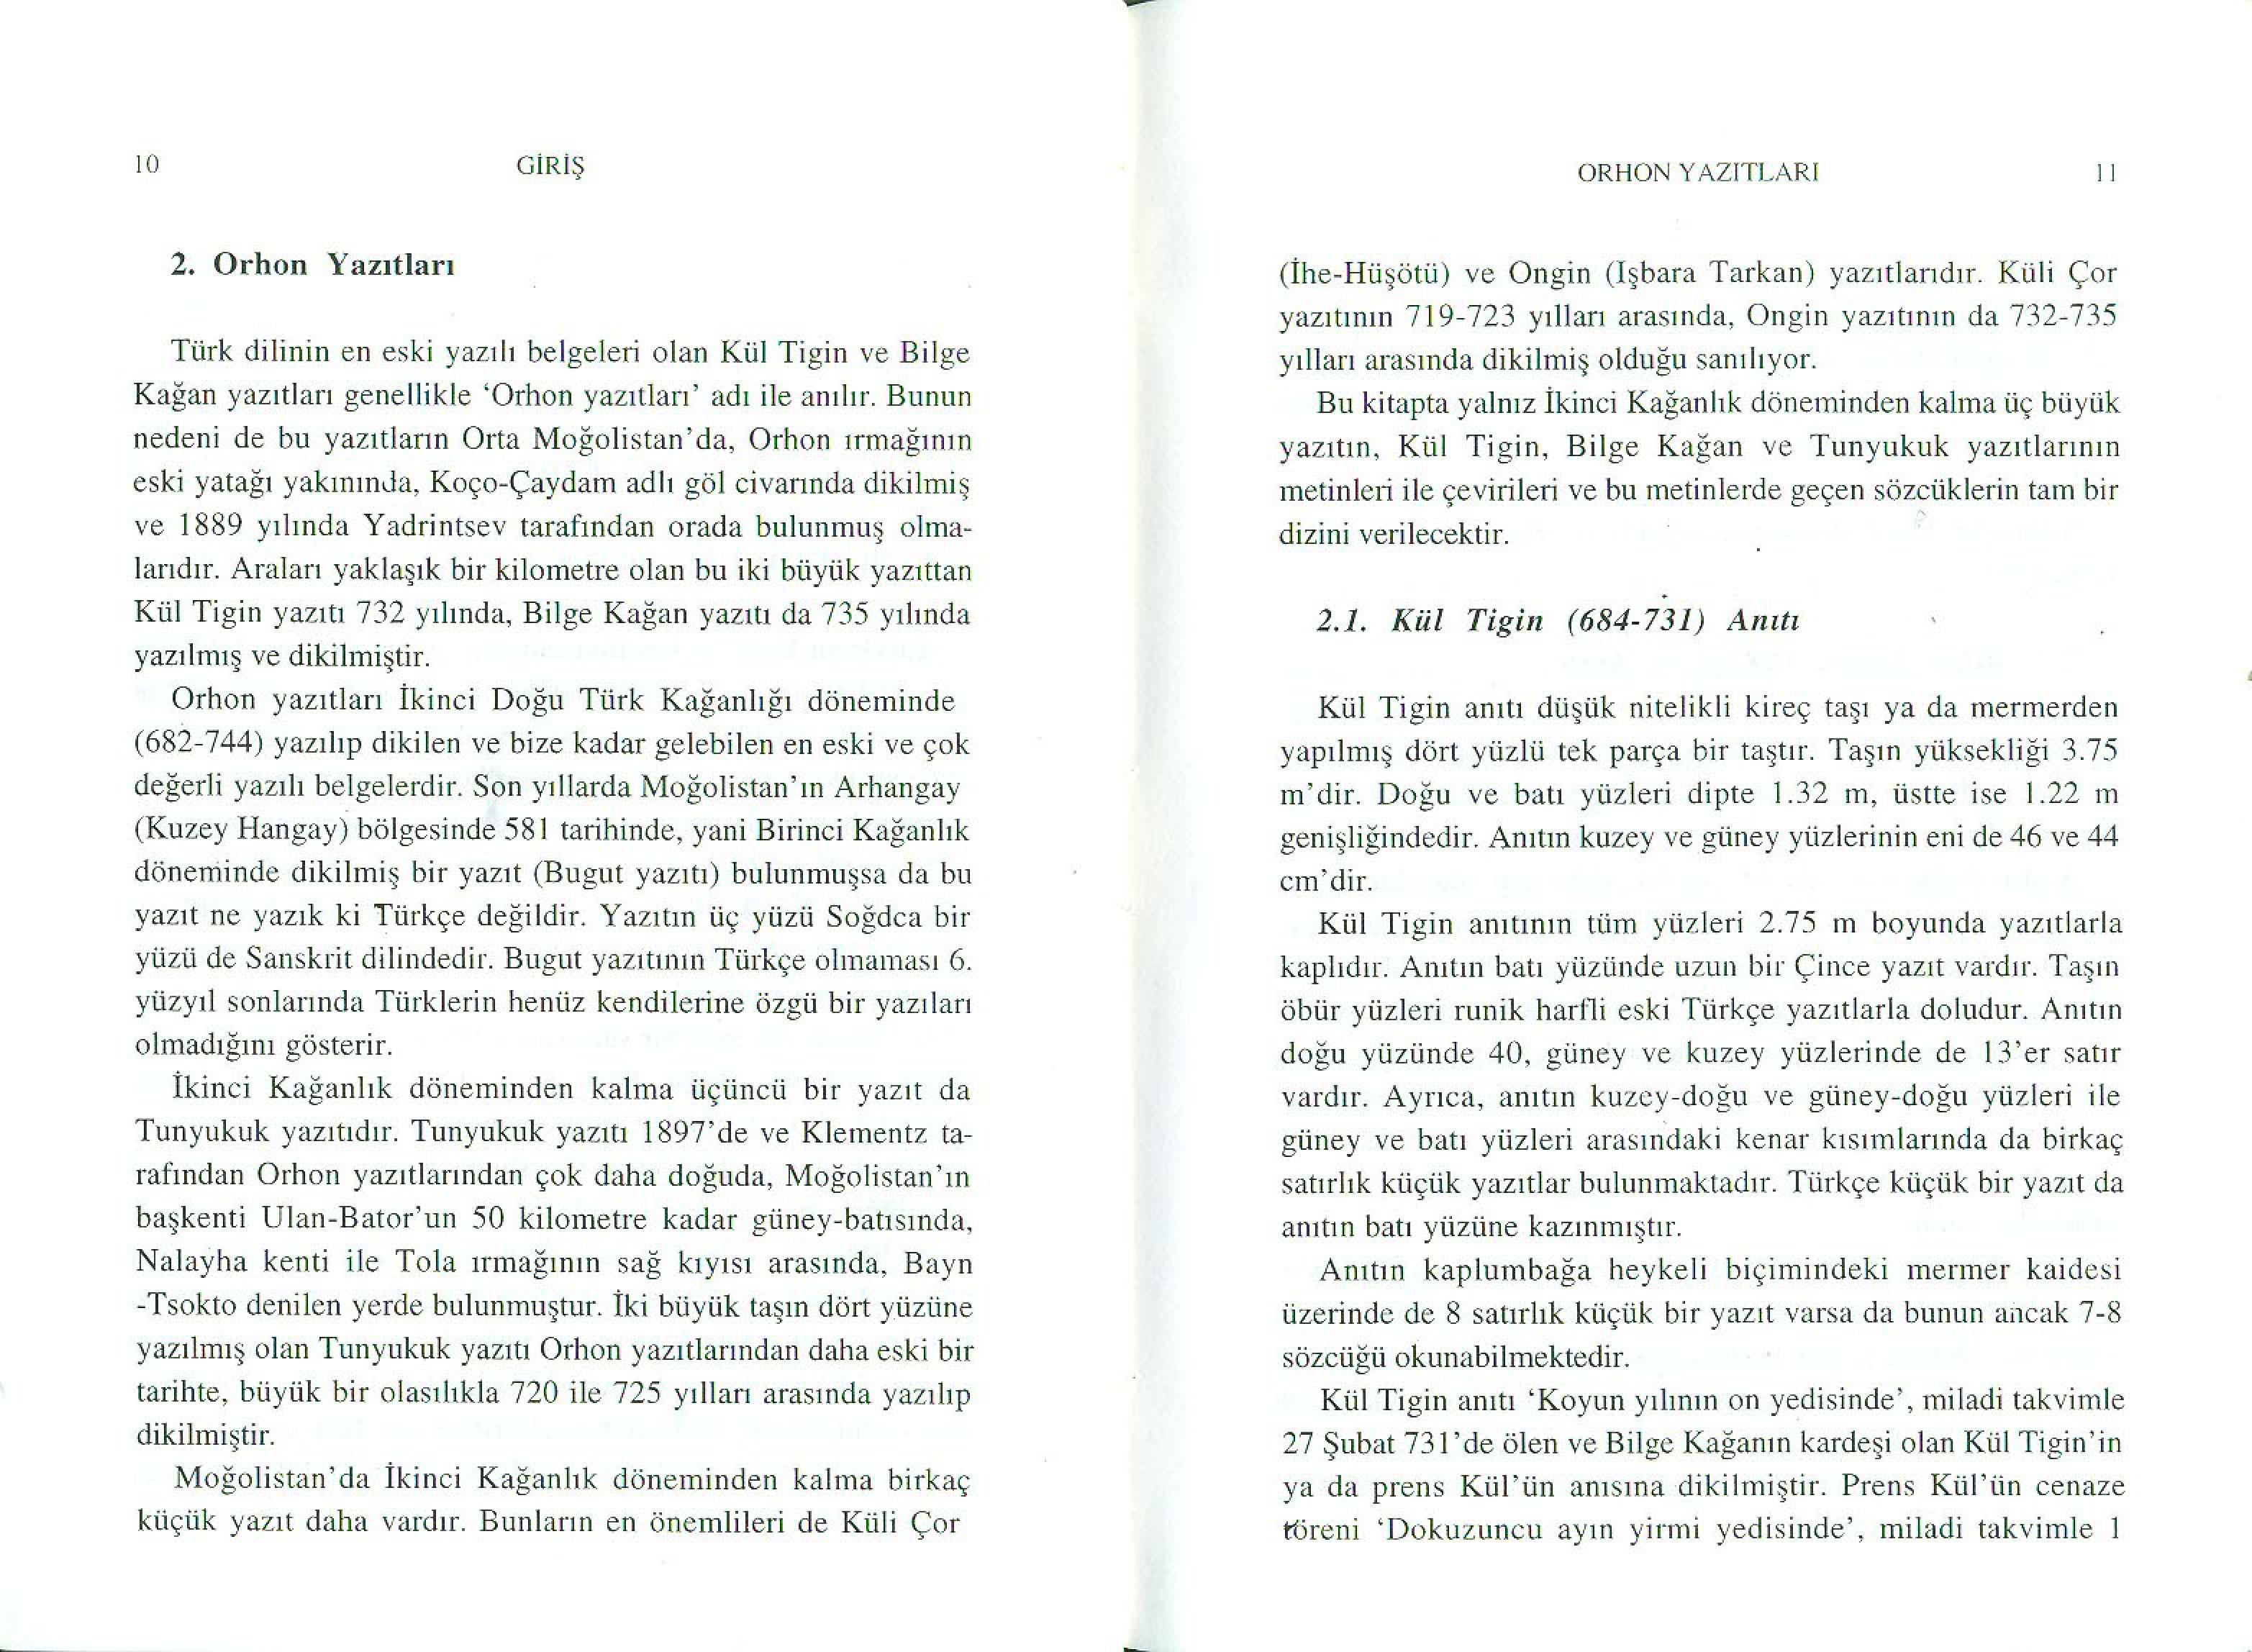 10
GİRİŞ
2. Orhon Yazıtları
Türk dilinin en eski yazılı belgeleri olan Kül Tigin ve Bilge
Kağan yazıtları genellikle ‘Orhon yazıtları’ adı ile anılır. Bunun
nedeni de bu yazıtların Orta Moğolistan’da, Orhon ırmağının
eski yatağı yakınında, Koço-Çaydam adlı göl civarında dikilmiş
ve 1889 yılında Yadrintsev tarafından orada bulunmuş olma-
larıdır. Araları yaklaşık bir kilometre olan bu iki büyük yazıttan
Kül Tigin yazıtı 732 yılında, Bilge Kağan yazıtı da 735 yılında
yazılmış ve dikilmiştir.
Orhon yazıtları İkinci Doğu Türk Kağanlığı döneminde
(682-744) yazılıp dikilen ve bize kadar gelebilen en eski ve çok
değerli yazılı belgelerdir. Son yıllarda Moğolistan’ın Arhangay
(Kuzey Hangay) bölgesinde 581 tarihinde, yani Birinci Kağanlık
döneminde dikilmiş bir yazıt (Bugut yazıtı) bulunmuşsa da bu
yazıt ne yazık ki Türkçe değildir. Yazıtın üç yüzü Soğdca bir
yüzü de Sanskrit dilindedir. Bugut yazıtının Türkçe olmaması 6.
yüzyıl sonlarında Türklerin henüz kendilerine özgü bir yazıları
olmadığını gösterir.
İkinci Kağanlık döneminden kalma üçüncü bir yazıt da
Tunyukuk yazıtıdır. Tunyukuk yazıtı 1897’de ve Klementz ta-
rafından Orhon yazıtlarından çok daha doğuda, Moğolistan’ın
başkenti Ulan-Bator’un 50 kilometre kadar güney-batısında,
Nalayha kenti ile Tola ırmağının sağ kıyısı arasında, Bayn
-Tsokto denilen yerde bulunmuştur. İki büyük taşın dört yüzüne
yazılmış olan Tunyukuk yazıtı Orhon yazıtlarından daha eski bir
tarihte, büyük bir olasılıkla 720 ile 725 yılları arasında yazılıp
dikilmiştir.
Moğolistan’da İkinci Kağanlık döneminden kalma birkaç
küçük yazıt daha vardır. Bunların en önemlileri de Küli Çor
ORHON YAZITLARI
11
(İhe-Hüşötü) ve Ongin (Işbara Tarkan) yazıtlarıdır. Küli Çor
yazıtının 719-723 yılları arasında, Ongin yazıtının da 732-735
yılları arasında dikilmiş olduğu sanılıyor.
Bu kitapta yalnız İkinci Kağanlık döneminden kalma üç büyük
yazıtın, Kül Tigin, Bilge Kağan ve Tunyukuk yazıtlarının
metinleri ile çevirileri ve bu metinlerde geçen sözcüklerin tam bir
dizini verilecektir.
2.1. Kül Tigin (684-731) Anıtı
Kül Tigin anıtı düşük nitelikli kireç taşı ya da mermerden
yapılmış dört yüzlü tek parça bir taştır. Taşın yüksekliği 3.75
m’dir. Doğu ve batı yüzleri dipte 1.32 m, üstte ise 1.22 m
genişliğindedir. Anıtın kuzey ve güney yüzlerinin eni de 46 ve 44
cm’dir.
Kül Tigin anıtının tüm yüzleri 2.75 m boyunda yazıtlarla
kaplıdır. Anıtın batı yüzünde uzun bir Çince yazıt vardır. Taşın
öbür yüzleri runik harfli eski Türkçe yazıtlarla doludur. Anıtın
doğu yüzünde 40, güney ve kuzey yüzlerinde de 13’er satır
vardır. Ayrıca, anıtın kuzey-doğu ve güney-doğu yüzleri ile
güney ve batı yüzleri arasındaki kenar kısımlarında da birkaç
satırlık küçük yazıtlar bulunmaktadır. Türkçe küçük bir yazıt da
anıtın batı yüzüne kazınmıştır.
Anıtın kaplumbağa heykeli biçimindeki mermer kaidesi
üzerinde de 8 satırlık küçük bir yazıt varsa da bunun ancak 7-8
sözcüğü okunabilmektedir.
Kül Tigin anıtı ‘Koyun yılının on yedisinde’, miladi takvimle
27 Şubat 731’de ölen ve Bilge Kağanın kardeşi olan Kül Tigin’in
ya da prens Kül’ün anısına dikilmiştir. Prens Kül’ün cenaze
töreni ‘Dokuzuncu ayın yirmi yedisinde’, miladi takvimle 1